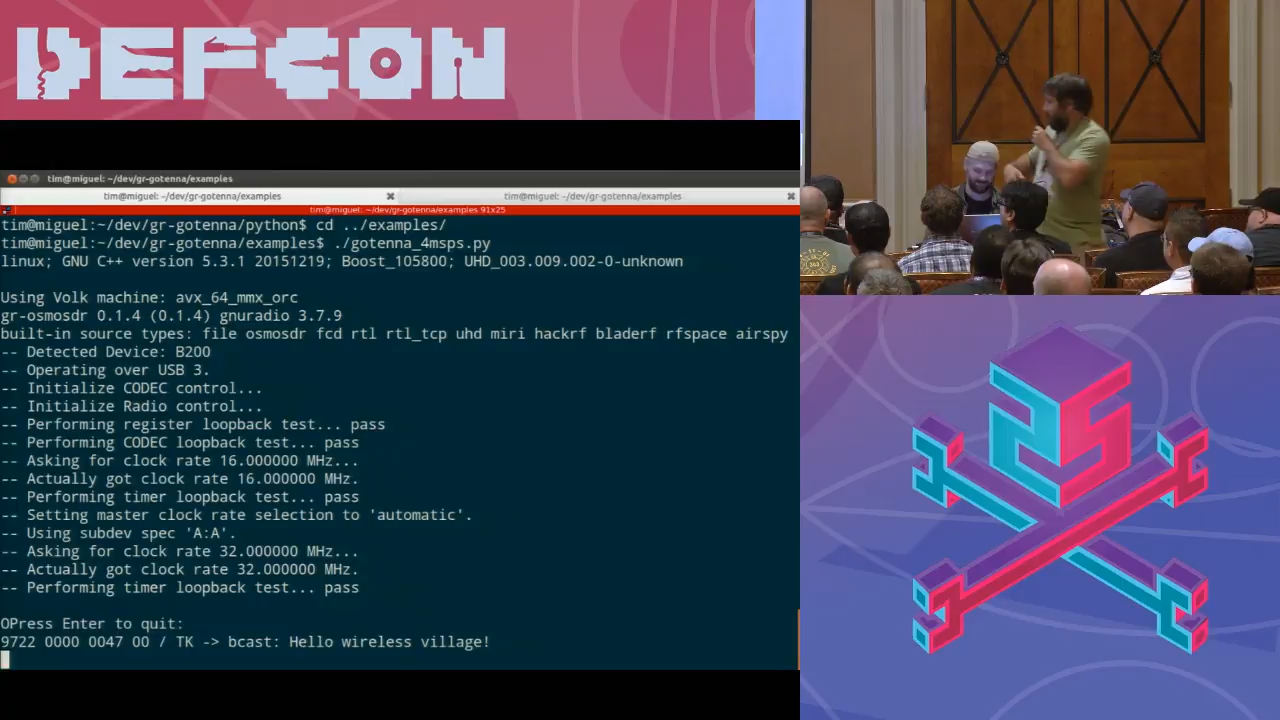 DEFCON
tim@miguel: ~/dev/gr-gotenna/examples
tim@miguel: ~/dev/gr-gotenna/examples
tim@miguel: ~/dev/gr-gotenna/examples
tim@miguel: ~/dev/gr-gotenna/examples 91x25
tim@miguel:~/dev/gr-gotenna/python$ cd ../examples/
tim@miguel:~/dev/gr-gotenna/examples$ ./gotenna_4msps.py
linux; GNU C++ version 5.3.1 20151219; Boost_105800; UHD_003.009.002-0-unknown
Using Volk machine: avx_64_mmx_orc
gr-osmosdr 0.1.4 (0.1.4) gnuradio 3.7.9
built-in source types: file osmosdr fcd rtl rtl_tcp uhd miri hackrf bladerf rfspace airspy
-- Detected Device: B200
-- Operating over USB 3.
-- Initialize CODEC control...
-- Initialize Radio control...
-- Performing register loopback test... pass
-- Performing CODEC loopback test... pass
-- Asking for clock rate 16.000000 MHz...
-- Actually got clock rate 16.000000 MHz.
-- Performing timer loopback test... pass
-- Setting master clock rate selection to 'automatic'.
-- Using subdev spec 'A:A'.
-- Asking for clock rate 32.000000 MHz...
-- Actually got clock rate 32.000000 MHz.
-- Performing timer loopback test... pass
OPress Enter to quit:
9722 0000 0047 00 / TK -> bcast: Hello wireless village!